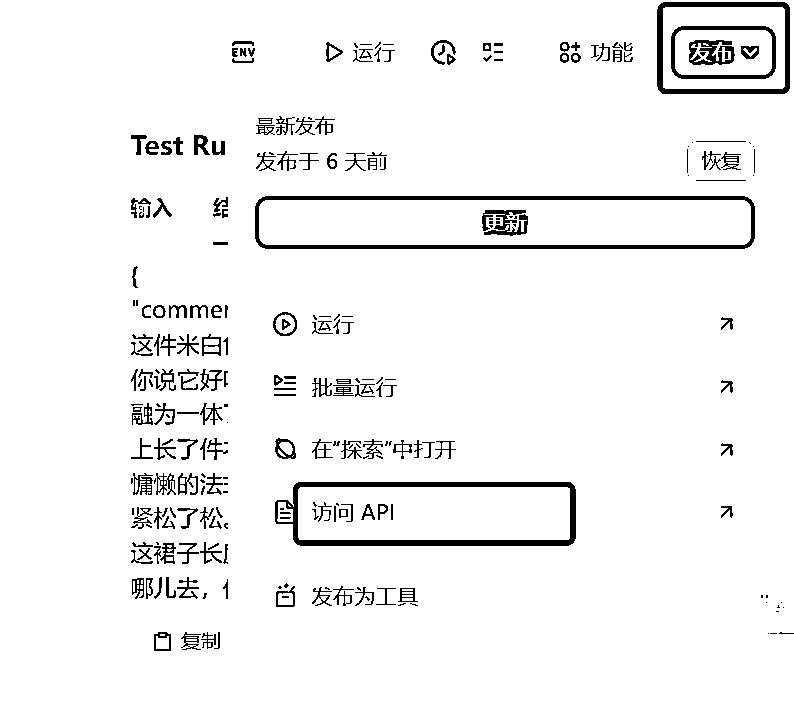 ENV 运行 功能 发布
最新发布
发布于 6 天前 恢复
Test Ru
更新
输入 结
{
"commer
这件米白
你说它好
融为一体
上长了件
慵懒的法
紧松了松。
这裙子长
哪儿去，
复制
运行
批量运行
在“探索”中打开
访问 API
发布为工具